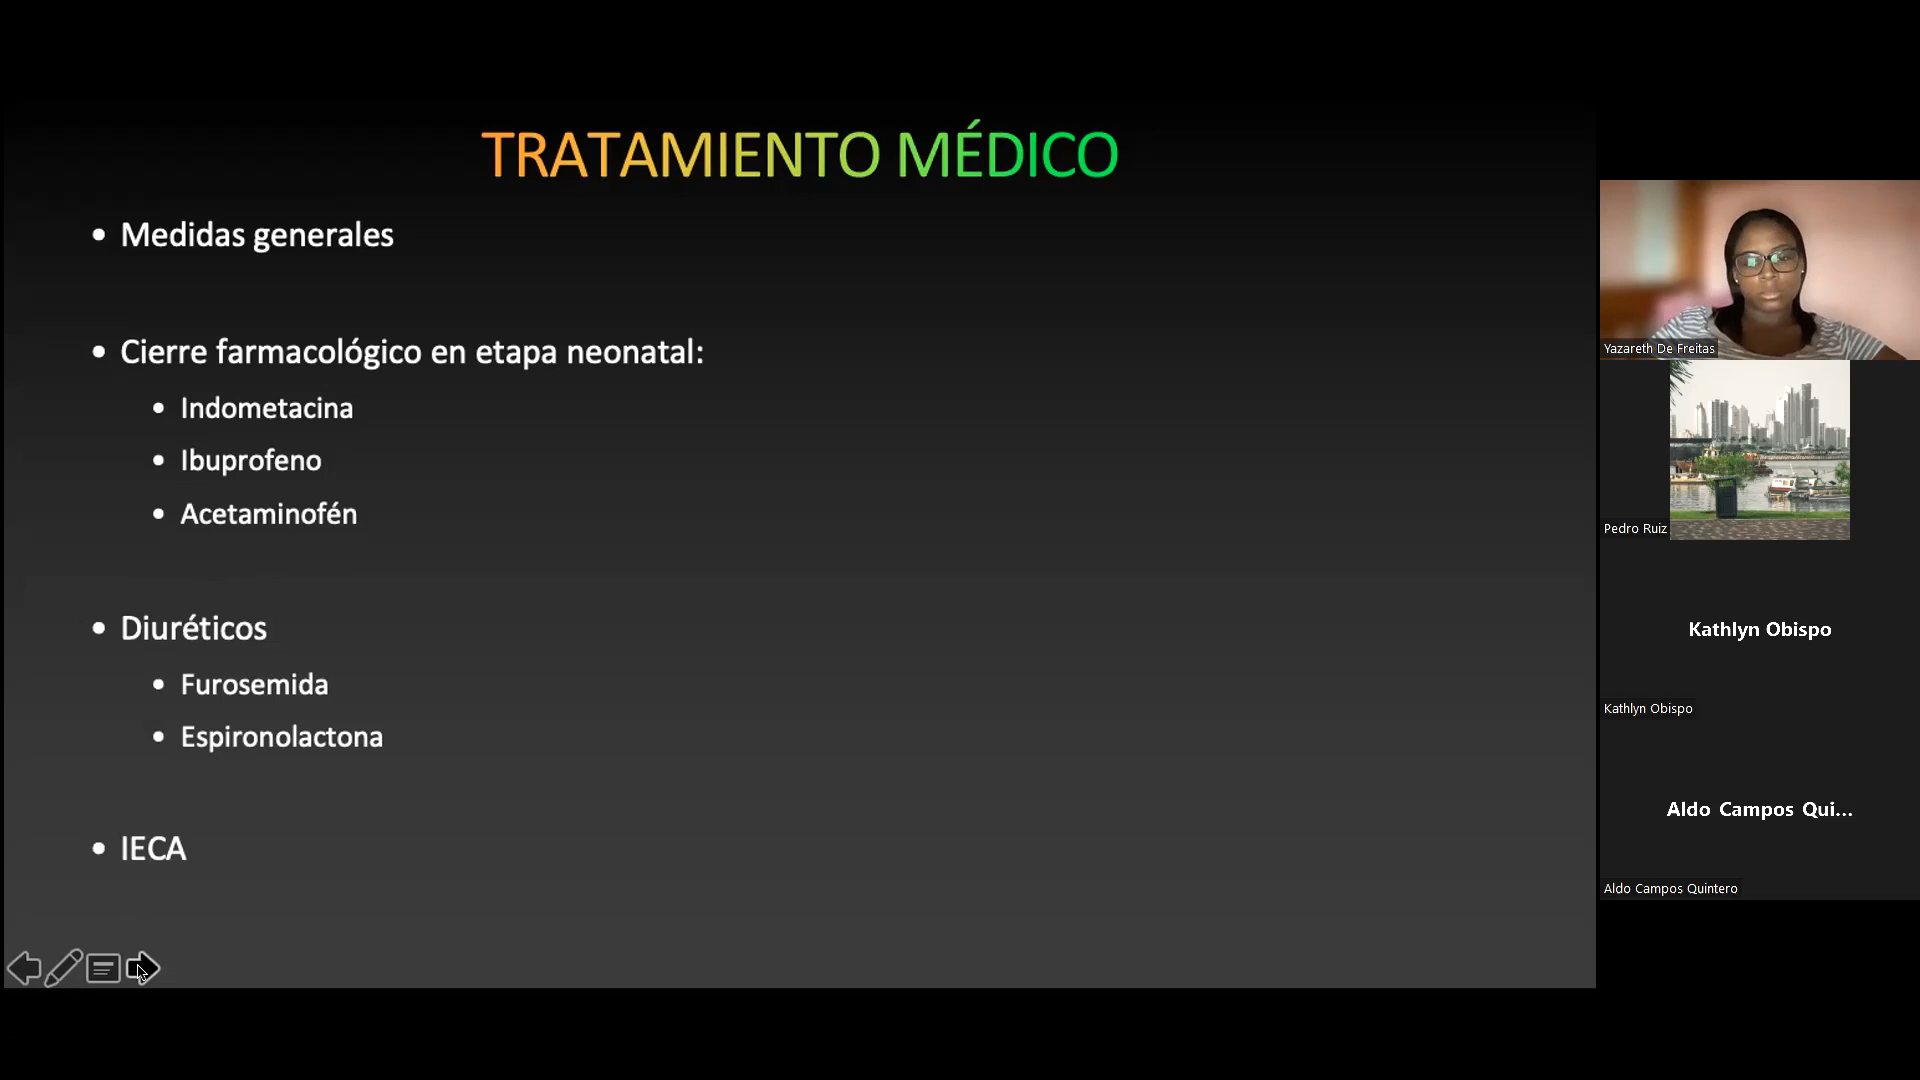 TRATAMIENTO MÉDICO
• Medidas generales
• Cierre farmacológico en etapa neonatal:
• Indometacina
• Ibuprofeno
• Acetaminofén
• Diuréticos
• Furosemida
• Espironolactona
• IECA
Yazareth De Freitas
Pedro Ruiz
Kathlyn Obispo
Kathlyn Obispo
Aldo Campos Qui...
Aldo Campos Quintero